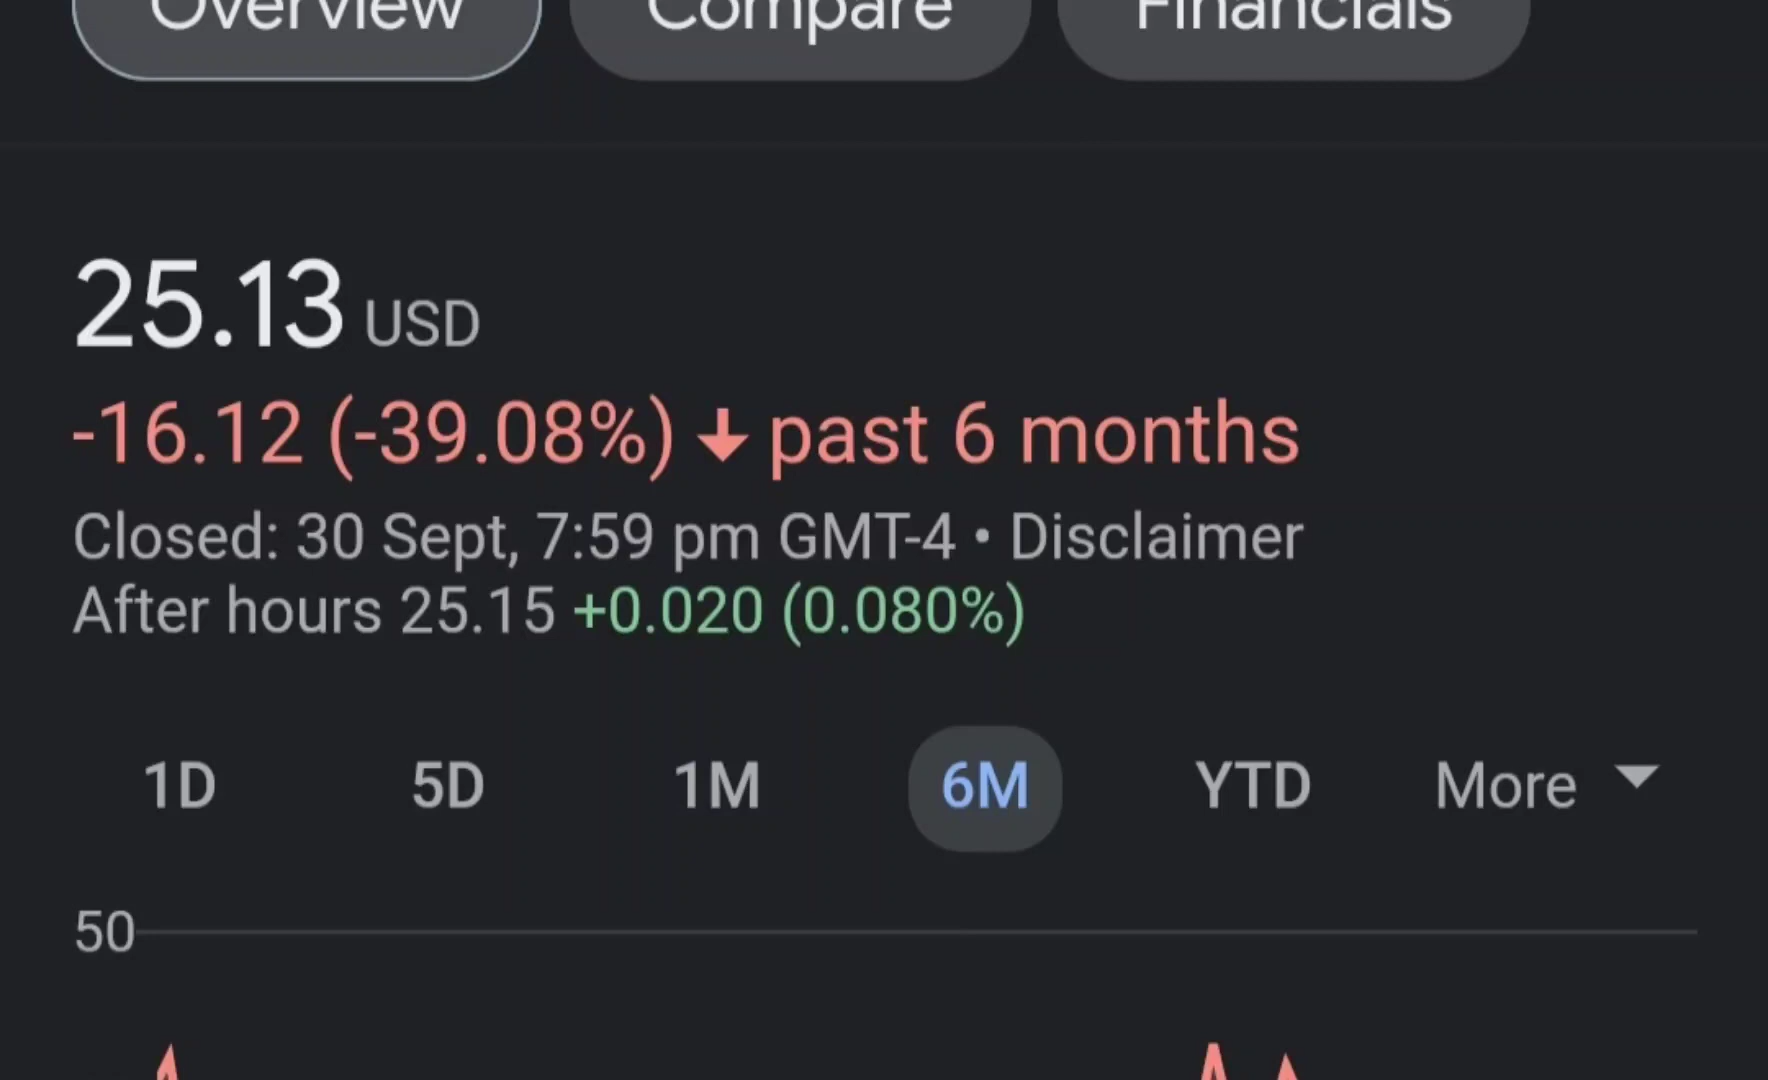 Overview Compare Financials
25.13 USD
-16.12 (-39.08%) ↓ past 6 months
Closed: 30 Sept, 7:59 pm GMT-4 • Disclaimer
After hours 25.15 +0.020 (0.080%)
1D 5D 1M 6M YTD More
50